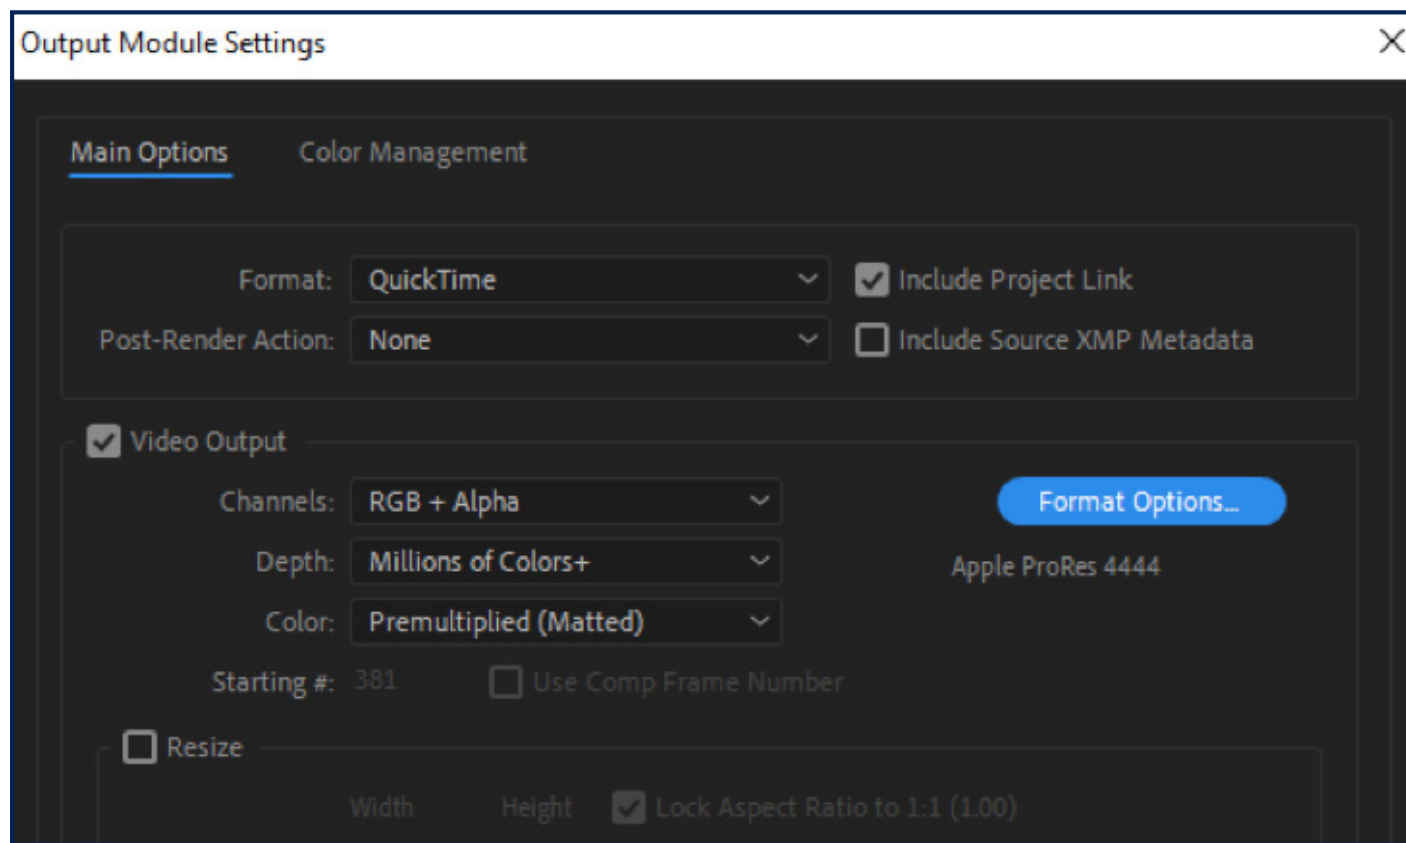 Output Module Settings
Main Options Color Management
Format: QuickTime Include Project Link
Post-Render Action: None Include Source XMP Metadata
Video Output
Channels: RGB + Alpha Format Options...
Depth: Millions of Colors+ Apple ProRes 4444
Color: Premultiplied (Matted)
Starting #: 381 Use Comp Frame Number
Resize
Width Height Lock Aspect Ratio to 1:1 (1.00)